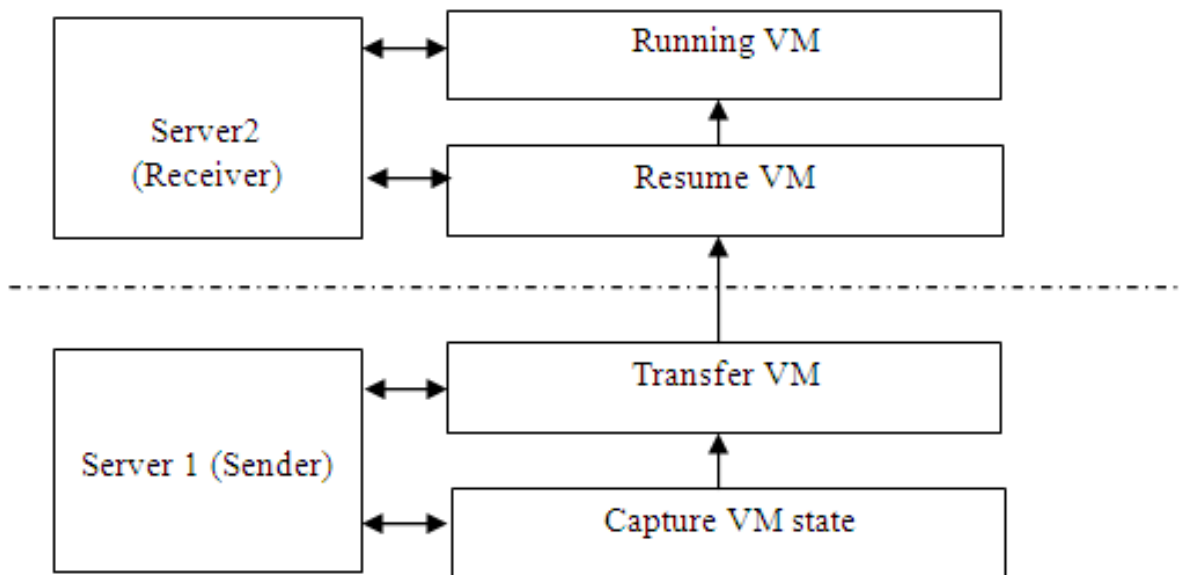 Running VM
Server2
(Receiver)
Resume VM
Transfer VM
Server 1 (Sender)
Capture VM state